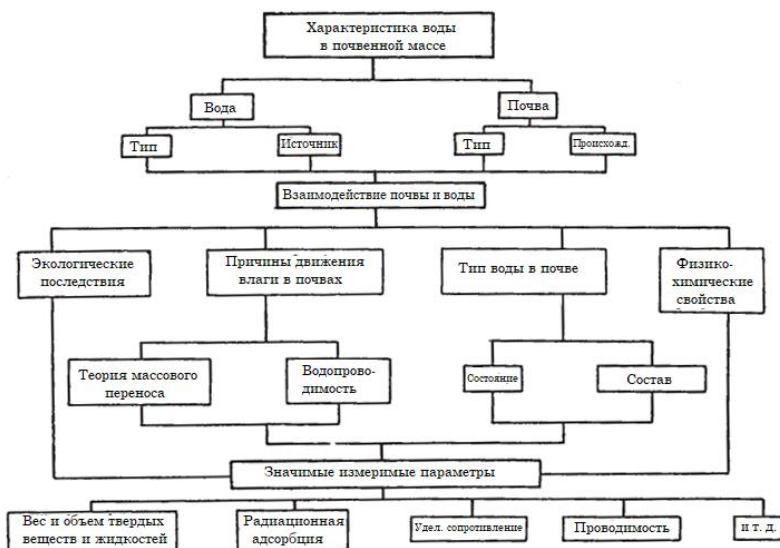 Характеристика воды
в почвенной массе
Вода
Почва
Тип
Источник
Тип
Происхожд.
Взаимодействие почвы и воды
Экологические
последствия
Причины движения
влаги в почвах
Тип воды в почве
Физико-
химические
свойства
Теория массового
переноса
Водопрово-
димость
Состояние
Состав
Значимые измеримые параметры
Вес и объем твердых
веществ и жидкостей
Радиационная
адсорбция
Удел. сопротивление
Проводимость
и т. д.